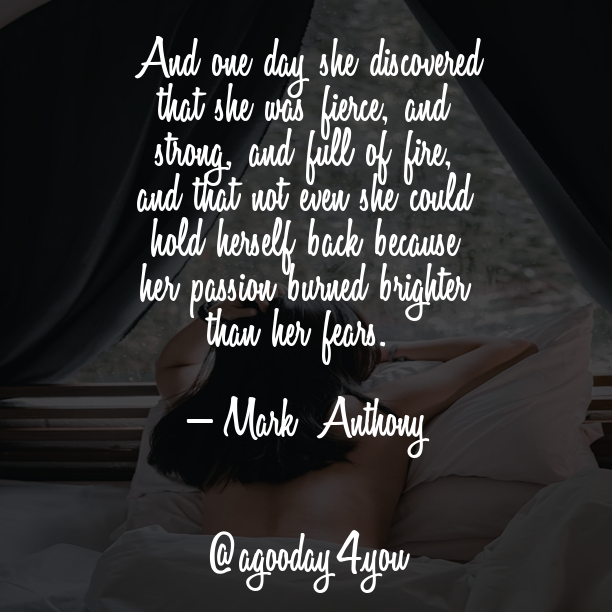 And one day she discovered
that she was fierce, and
strong, and full of fire,
and that not even she could
hold herself back because
her passion burned brighter
than her fears.
– Mark Anthony
@agooday4you